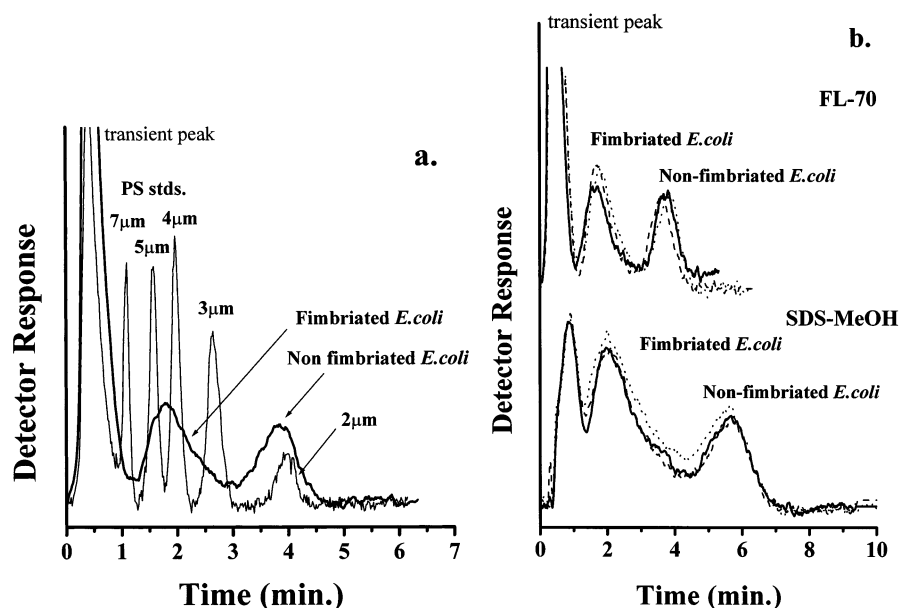 transient peak
a.
PS stds.
7μm
4μm
5μm
3μm
Fimbriated E.coli
Non fimbriated E.coli
2μm
Detector Response
0 1 2 3 4 5 6 7
Time (min.)
transient peak
b.
FL-70
Fimbriated E.coli
Non-fimbriated E.coli
SDS-MeOH
Fimbriated E.coli
Non-fimbriated E.coli
Detector Response
0 2 4 6 8 10
Time (min.)